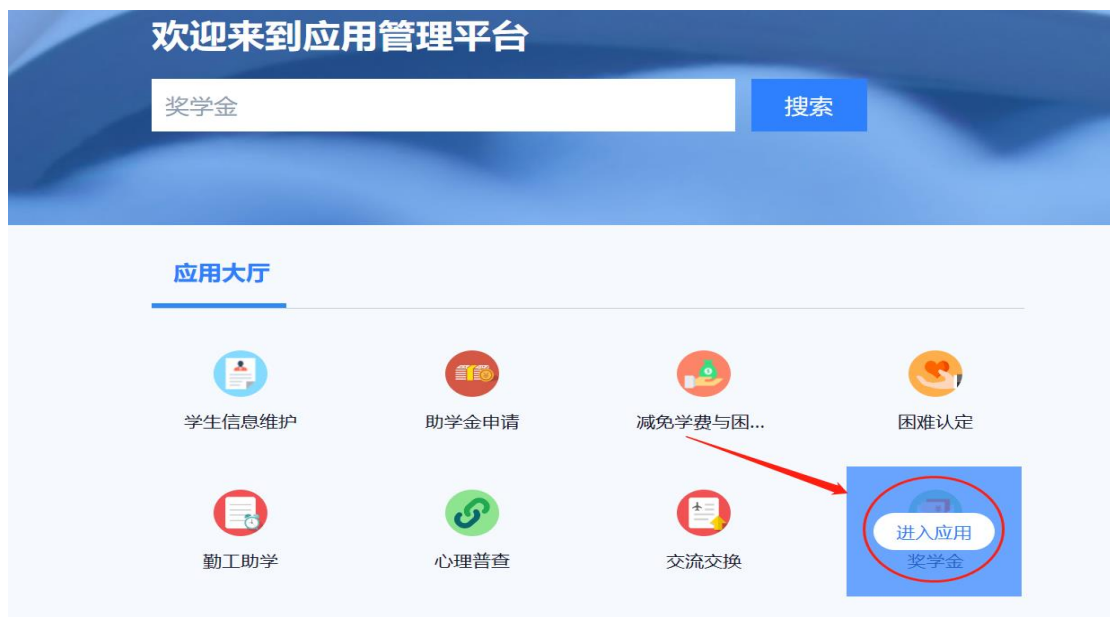 欢迎来到应用管理平台
奖学金
搜索
应用大厅
学生信息维护
助学金申请
减免学费与困...
困难认定
勤工助学
心理普查
交流交换
进入应用
奖学金